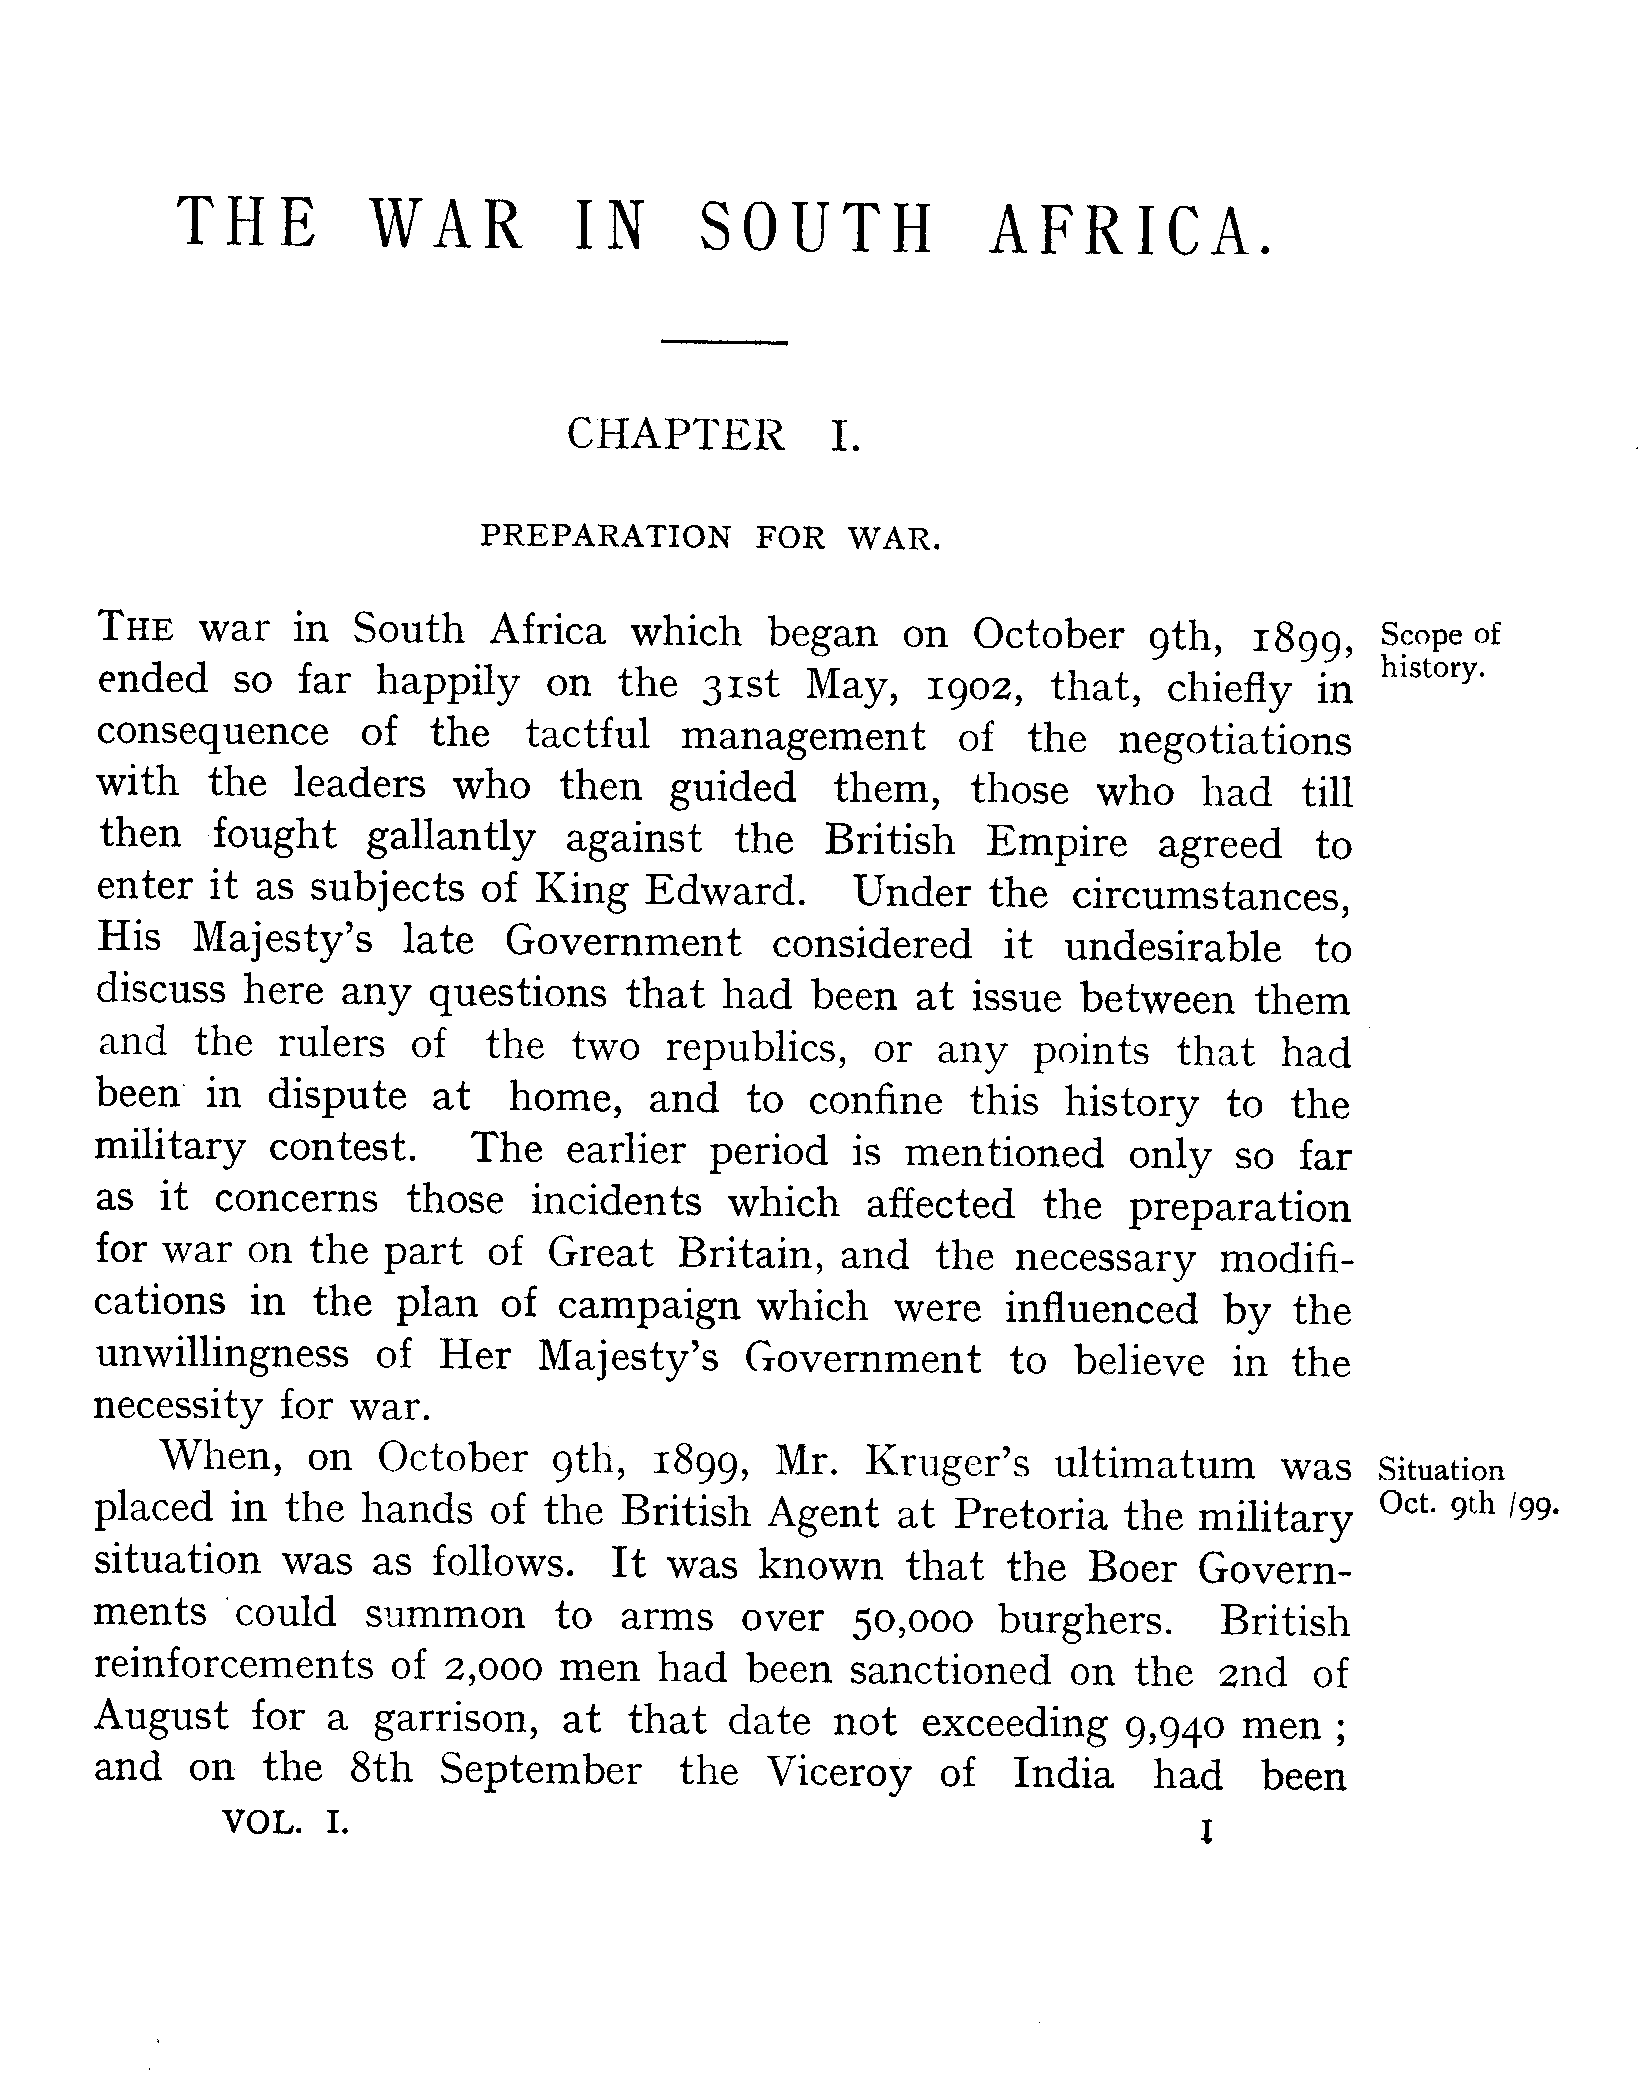 THE WAR IN SOUTH AFRICA.
CHAPTER I.
PREPARATION FOR WAR.
THE war in South Africa which began on October 9th, 1899,
ended so far happily on the 31st May, 1902, that, chiefly in
consequence of the tactful management of the negotiations
with the leaders who then guided them, those who had till
then fought gallantly against the British Empire agreed to
enter it as subjects of King Edward. Under the circumstances,
His Majesty's late Government considered it undesirable to
discuss here any questions that had been at issue between them
and the rulers of the two republics, or any points that had
been in dispute at home, and to confine this history to the
military contest. The earlier period is mentioned only so far
as it concerns those incidents which affected the preparation
for war on the part of Great Britain, and the necessary modifi-
cations in the plan of campaign which were influenced by the
unwillingness of Her Majesty's Government to believe in the
necessity for war.
Scope of
history.
When, on October 9th, 1899, Mr. Kruger's ultimatum was
placed in the hands of the British Agent at Pretoria the military
situation was as follows. It was known that the Boer Govern-
ments could summon to arms over 50,000 burghers. British
reinforcements of 2,000 men had been sanctioned on the 2nd of
August for a garrison, at that date not exceeding 9,940 men ;
and on the 8th September the Viceroy of India had been
Situation
Oct. 9th /99.
VOL. I. 1